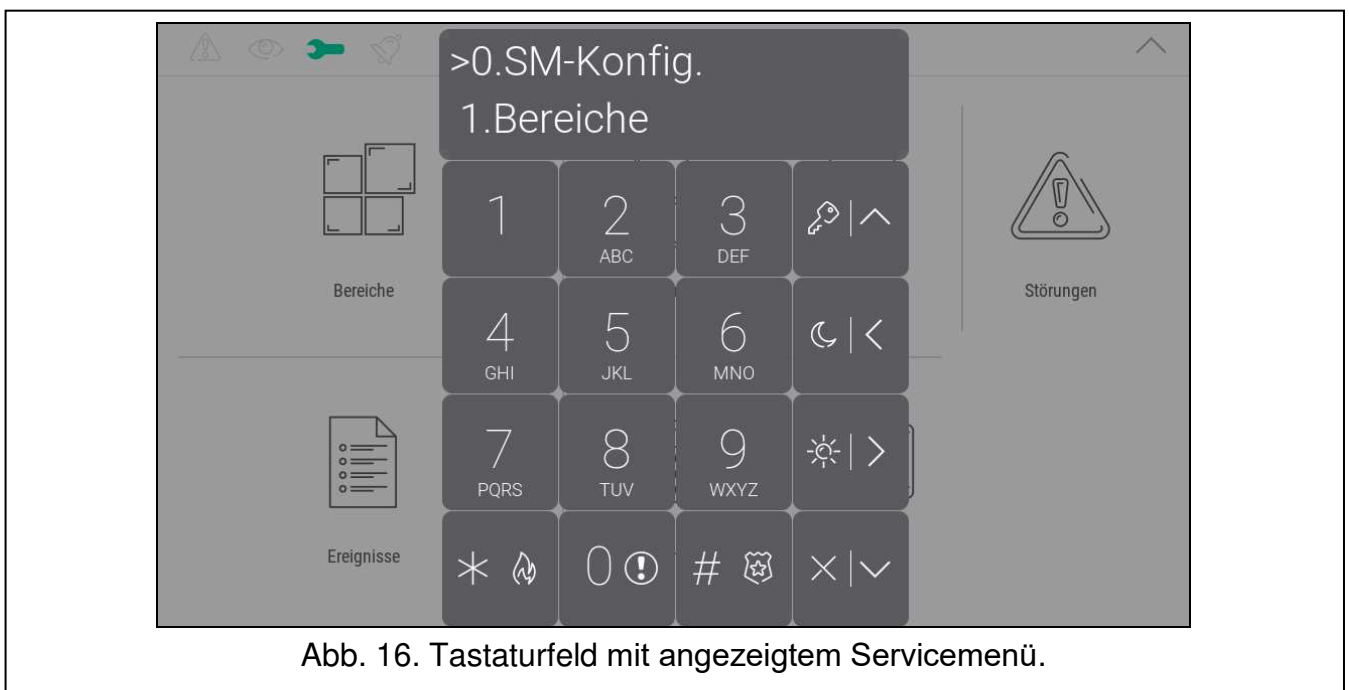 >0.SM-Konfig.
1.Bereiche
1
2
3
ABC
DEF
Bereiche
Störungen
4
5
6
GHI
JKL
MNO
7
8
9
PQRS
TUV
WXYZ
Ereignisse
* 0 #
Abb. 16. Tastaturfeld mit angezeigtem Servicemenü.